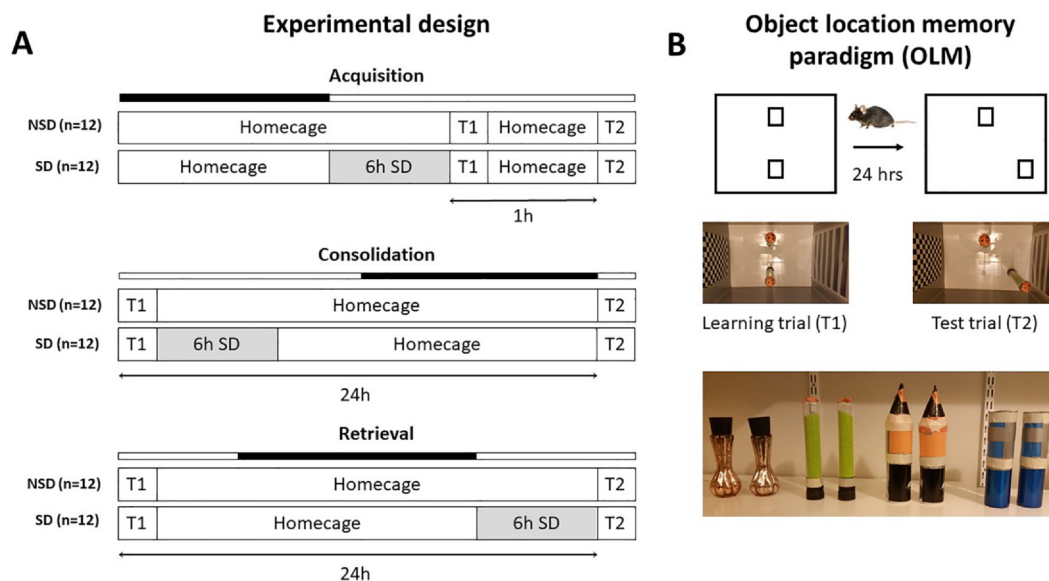 A
Experimental design
Acquisition
NSD (n=12)
Homecage
T1
Homecage
T2
SD (n=12)
Homecage
6h SD
T1
Homecage
T2
1h
Consolidation
NSD (n=12)
T1
Homecage
T2
SD (n=12)
T1
6h SD
Homecage
T2
24h
Retrieval
NSD (n=12)
T1
Homecage
T2
SD (n=12)
T1
Homecage
6h SD
T2
24h
B
Object location memory
paradigm (OLM)
24 hrs
Learning trial (T1)
Test trial (T2)